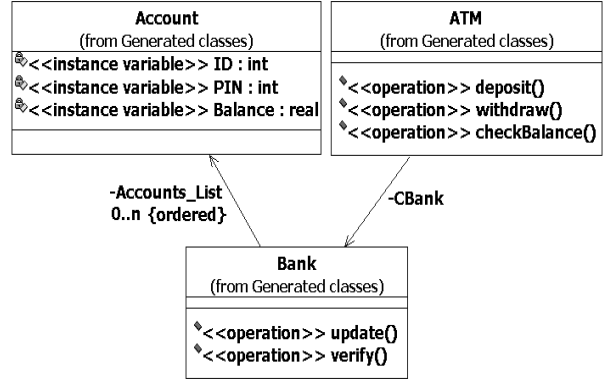 Account
(from Generated classes)
<<instance variable>> ID : int
<<instance variable>> PIN : int
<<instance variable>> Balance : real
ATM
(from Generated classes)
<<operation>> deposit()
<<operation>> withdraw()
<<operation>> checkBalance()
-Accounts_List
0..n {ordered}
-CBank
Bank
(from Generated classes)
<<operation>> update()
<<operation>> verify()